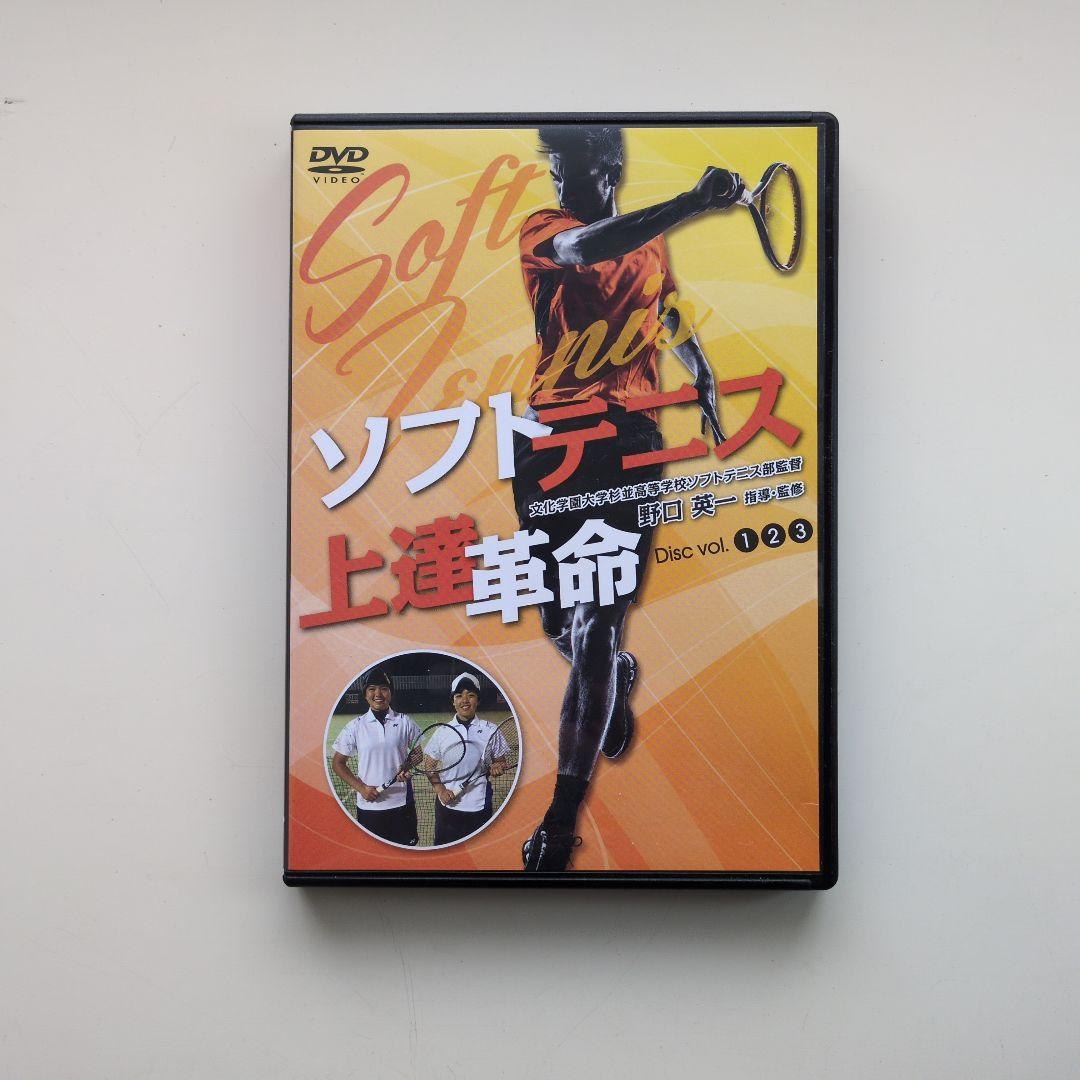 DVD
VIDEO
Soft
Tennis
ソフトテニス
文化学園大学杉並高等学校ソフトテニス部監督
野口 英一 指導・監修
上達革命
Disc vol. 1 2 3